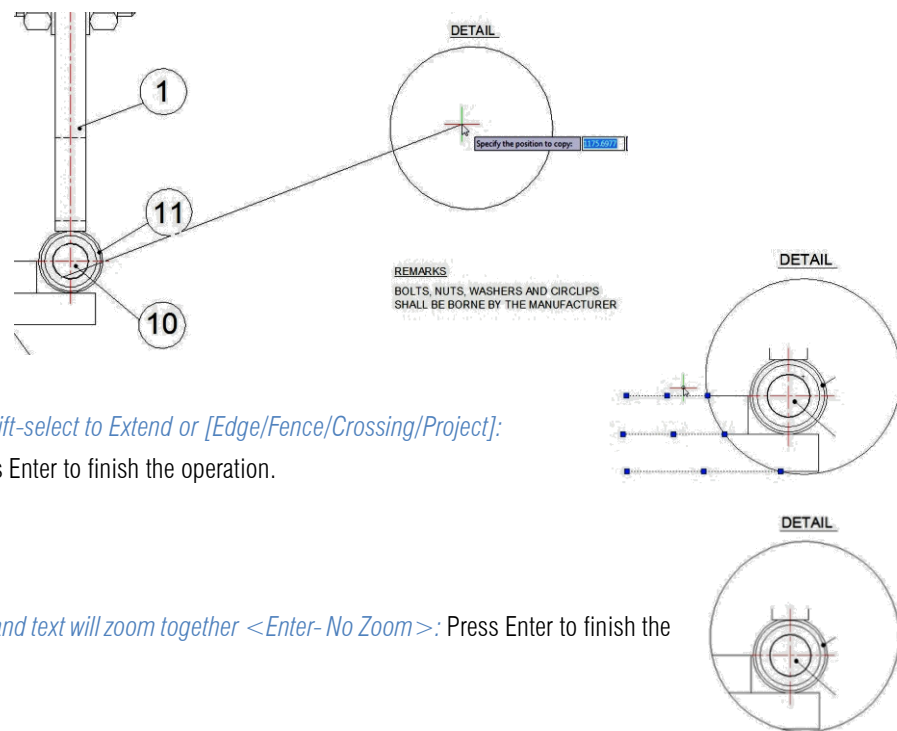 DETAIL
1
Specify the position to copy: 1175.6977
11
DETAIL
REMARKS
BOLTS, NUTS, WASHERS AND CIRCLIPS
SHALL BE BORNE BY THE MANUFACTURER
10
ift-select to Extend or [Edge/Fence/Crossing/Project]:
s Enter to finish the operation.
DETAIL
and text will zoom together <Enter- No Zoom>: Press Enter to finish the